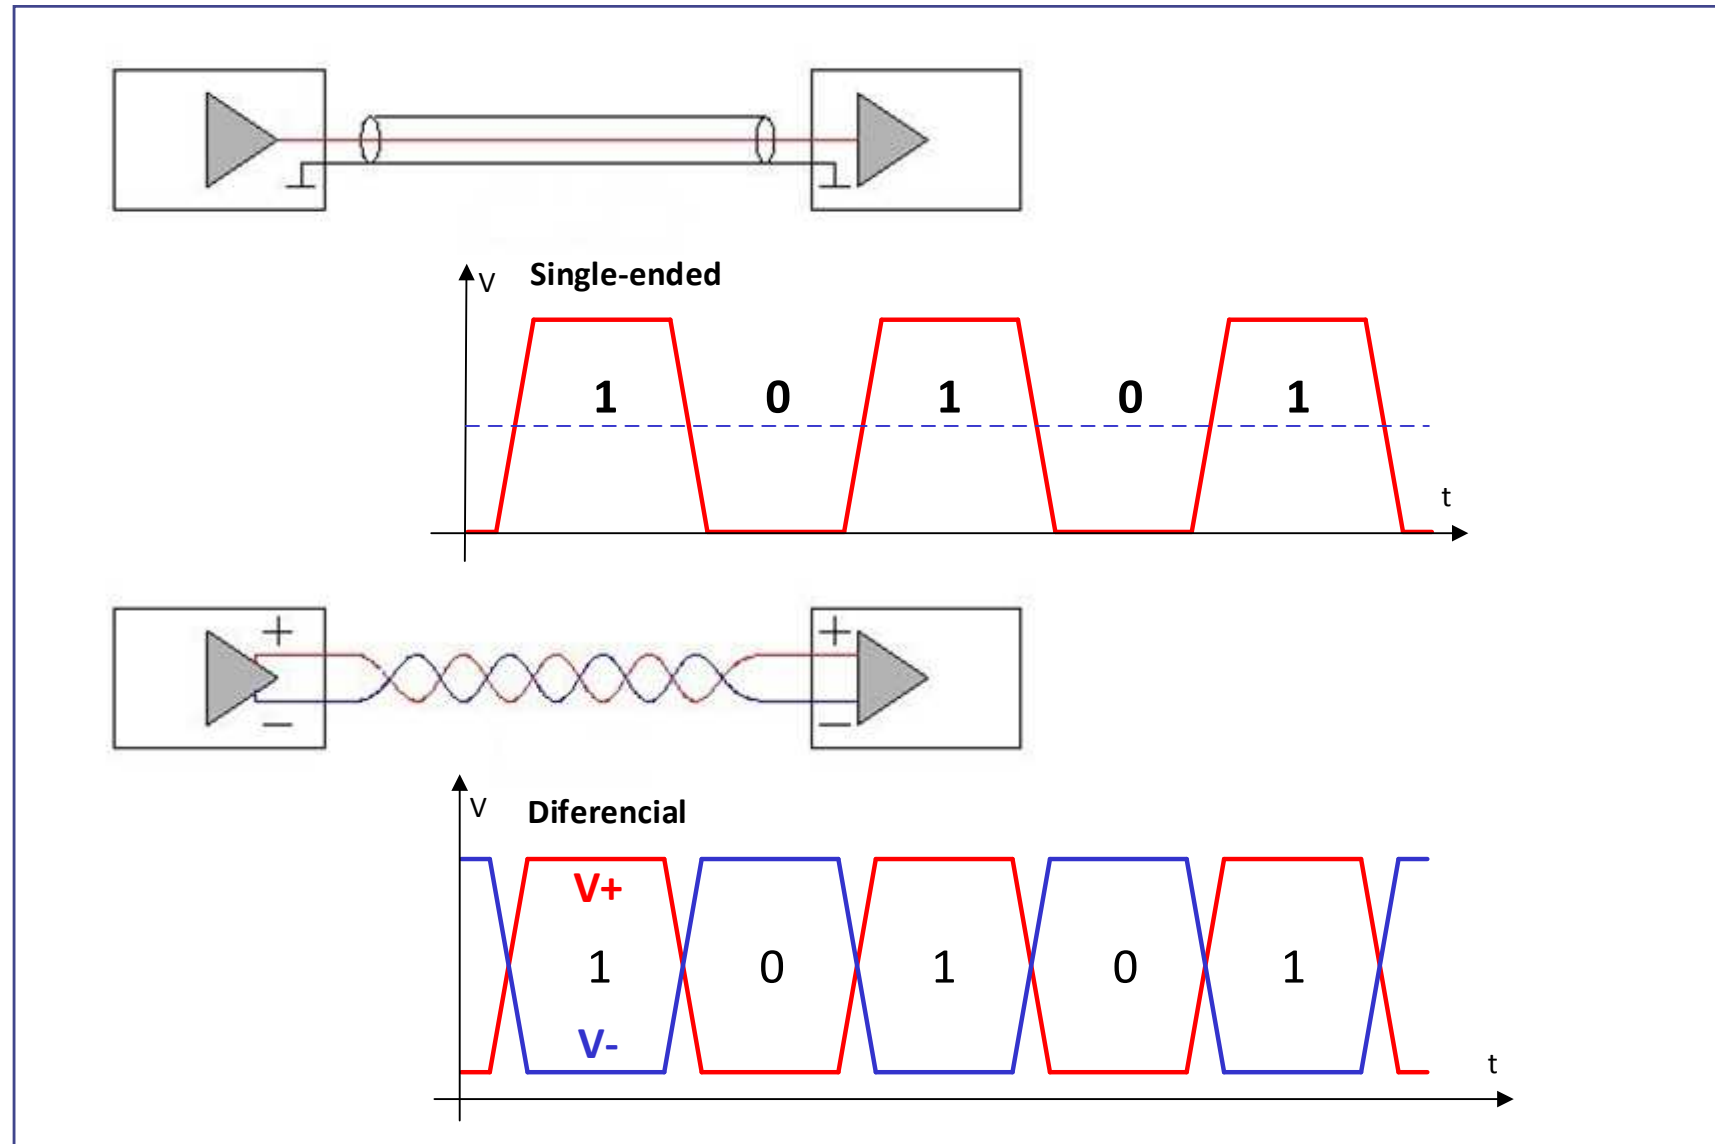 V
Single-ended
1 0 1 0 1
t
+ +
− −
V
Diferencial
V+
1 0 1 0 1
V-
t